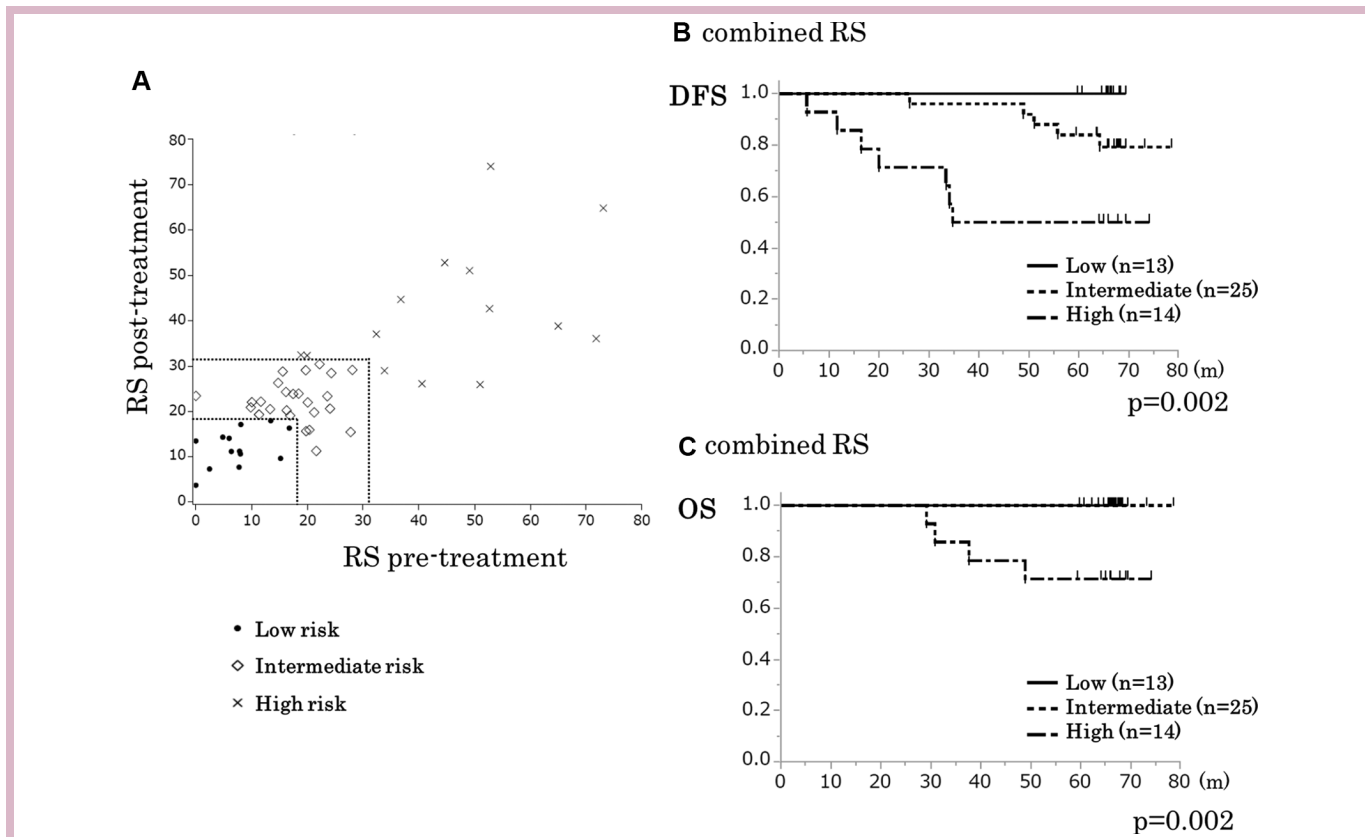 A
RS post-treatment
80
70
60
50
40
30
20
10
0
0 10 20 30 40 50 60 70 80
RS pre-treatment
Low risk
Intermediate risk
High risk
B combined RS
DFS
1.0
0.8
0.6
0.4
0.2
0.0
Low (n=13)
Intermediate (n=25)
High (n=14)
0 10 20 30 40 50 60 70 80 (m)
p=0.002
C combined RS
OS
1.0
0.8
0.6
0.4
0.2
0.0
Low (n=13)
Intermediate (n=25)
High (n=14)
0 10 20 30 40 50 60 70 80 (m)
p=0.002